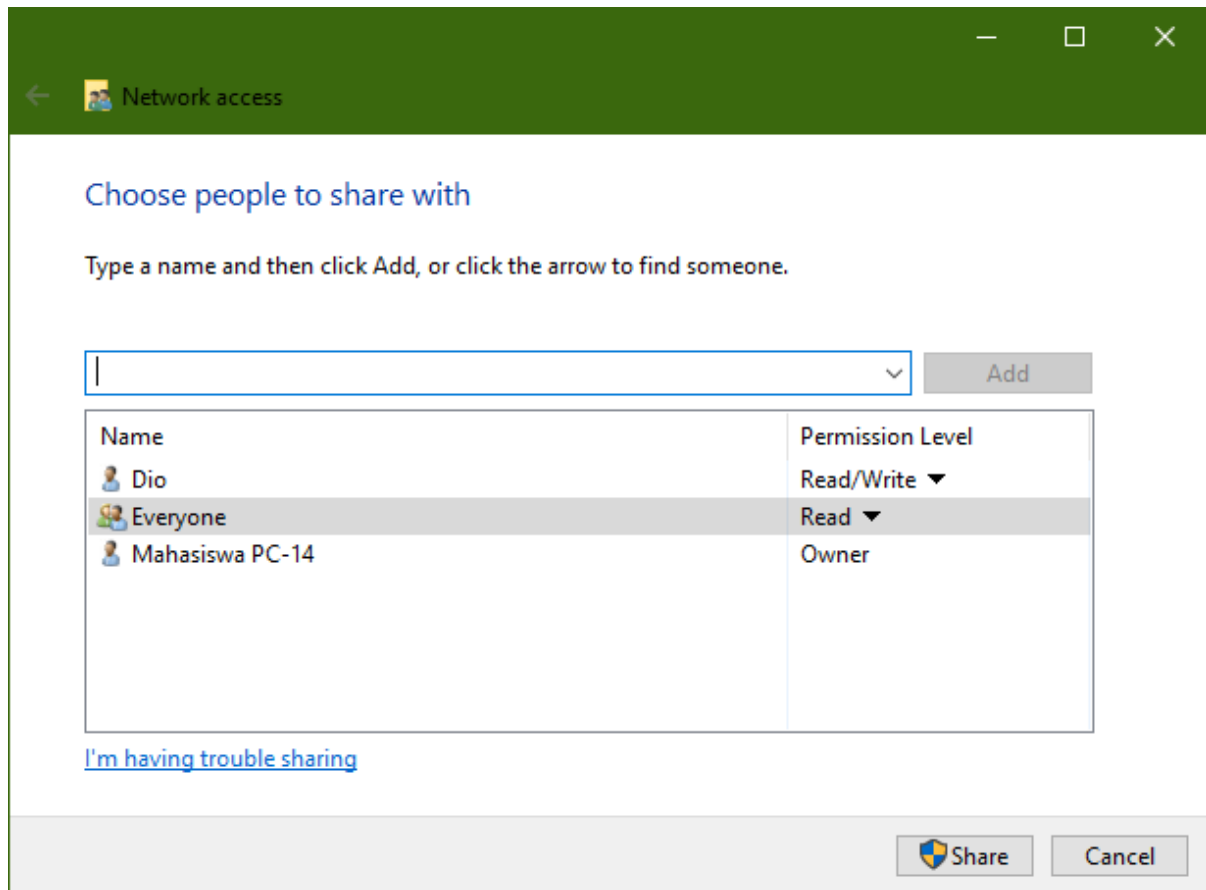 Network access
Choose people to share with
Type a name and then click Add, or click the arrow to find someone.
Add
Name Permission Level
Dio Read/Write
Everyone Read
Mahasiswa PC-14 Owner
I'm having trouble sharing
Share Cancel